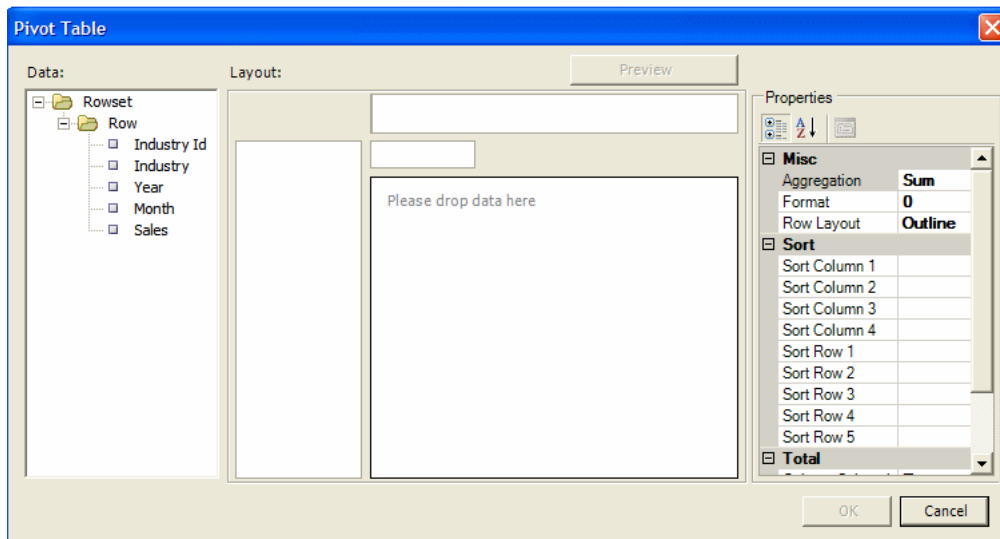 Pivot Table
Data:
Layout:
Preview
Rowset
Row
Industry Id
Industry
Year
Month
Sales
Please drop data here
Properties
Misc
Aggregation Sum
Format 0
Row Layout Outline
Sort
Sort Column 1
Sort Column 2
Sort Column 3
Sort Column 4
Sort Row 1
Sort Row 2
Sort Row 3
Sort Row 4
Sort Row 5
Total
OK
Cancel